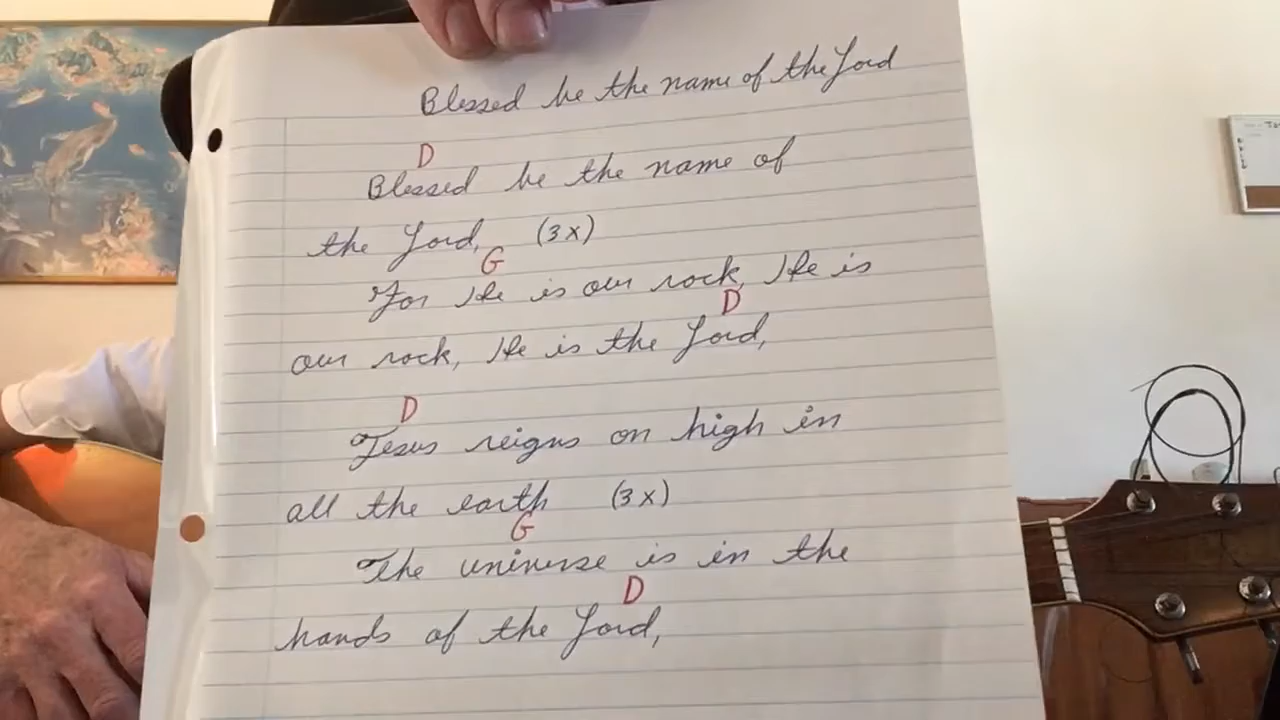 Blessed be the name of the Lord
D
Blessed be the name of
the Lord, (3x)
G
For He is our rock, He is
D
our rock, He is the Lord,
D
Jesus reigns on high in
all the earth (3x)
G
The universe is in the
D
hands of the Lord,